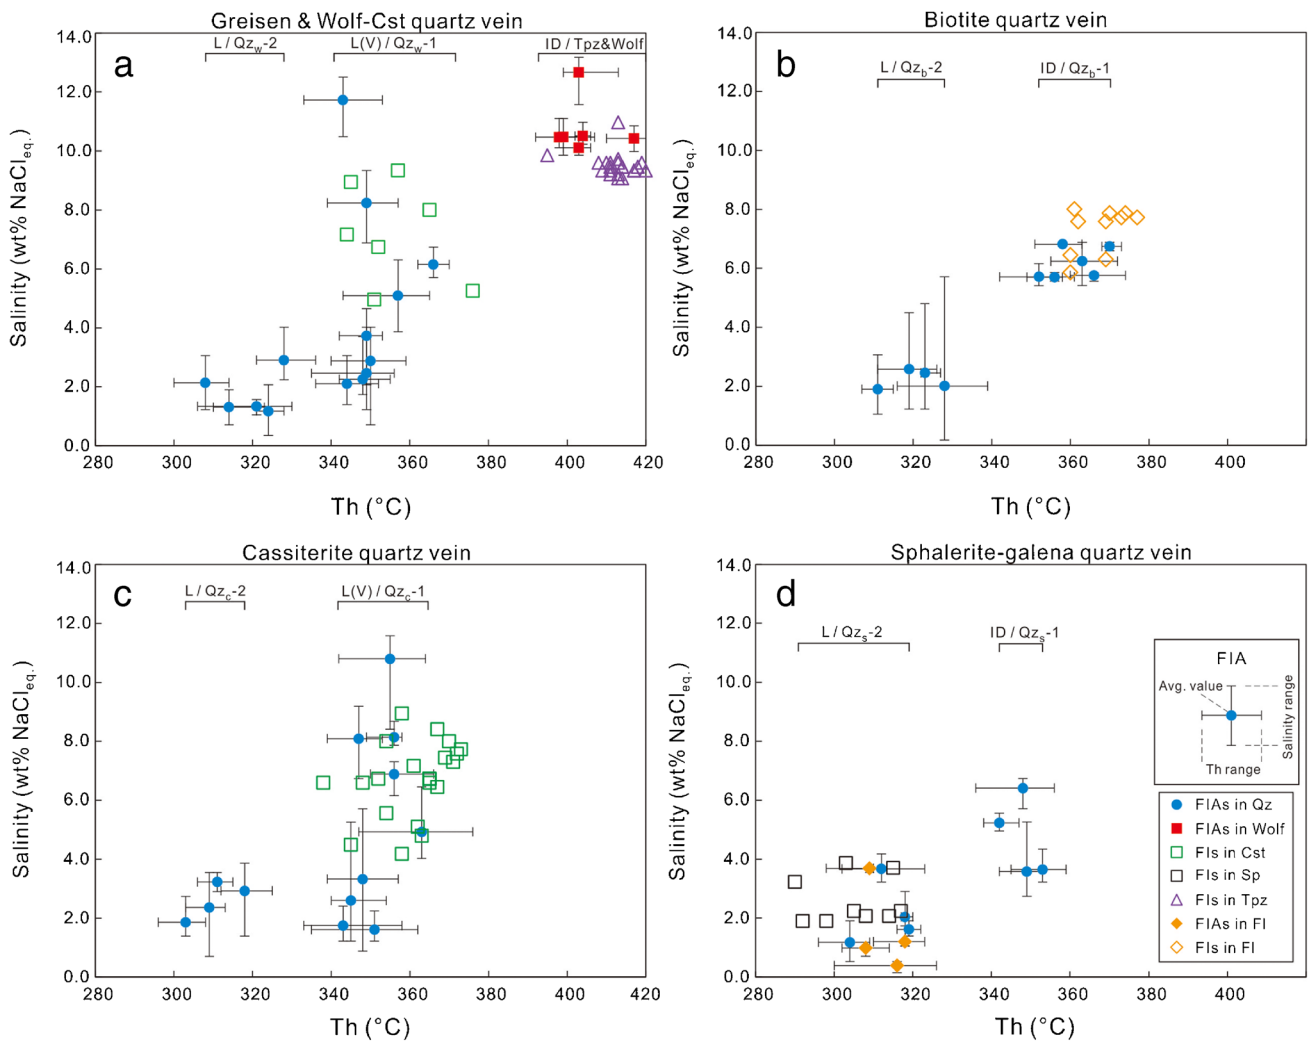 Greisen & Wolf-Cst quartz vein
a
L / Qzw-2
L(V) / Qzw-1
ID / Tpz&Wolf
14.0
12.0
10.0
8.0
6.0
4.0
2.0
0.0
Salinity (wt% NaCleq.)
280
300
320
340
360
380
400
420
Th (°C)
Biotite quartz vein
b
L / Qzb-2
ID / Qzb-1
14.0
12.0
10.0
8.0
6.0
4.0
2.0
0.0
Salinity (wt% NaCleq.)
280
300
320
340
360
380
400
Th (°C)
Cassiterite quartz vein
c
L / Qzc-2
L(V) / Qzc-1
14.0
12.0
10.0
8.0
6.0
4.0
2.0
0.0
Salinity (wt% NaCleq.)
280
300
320
340
360
380
400
420
Th (°C)
Sphalerite-galena quartz vein
d
L / Qzs-2
ID / Qzs-1
14.0
12.0
10.0
8.0
6.0
4.0
2.0
0.0
Salinity (wt% NaCleq.)
280
300
320
340
360
380
400
Th (°C)
FIA
Avg. value
Salinity range
Th range
FIAs in Qz
FIAs in Wolf
FIs in Cst
FIs in Sp
FIs in Tpz
FIAs in Fl
FIs in Fl